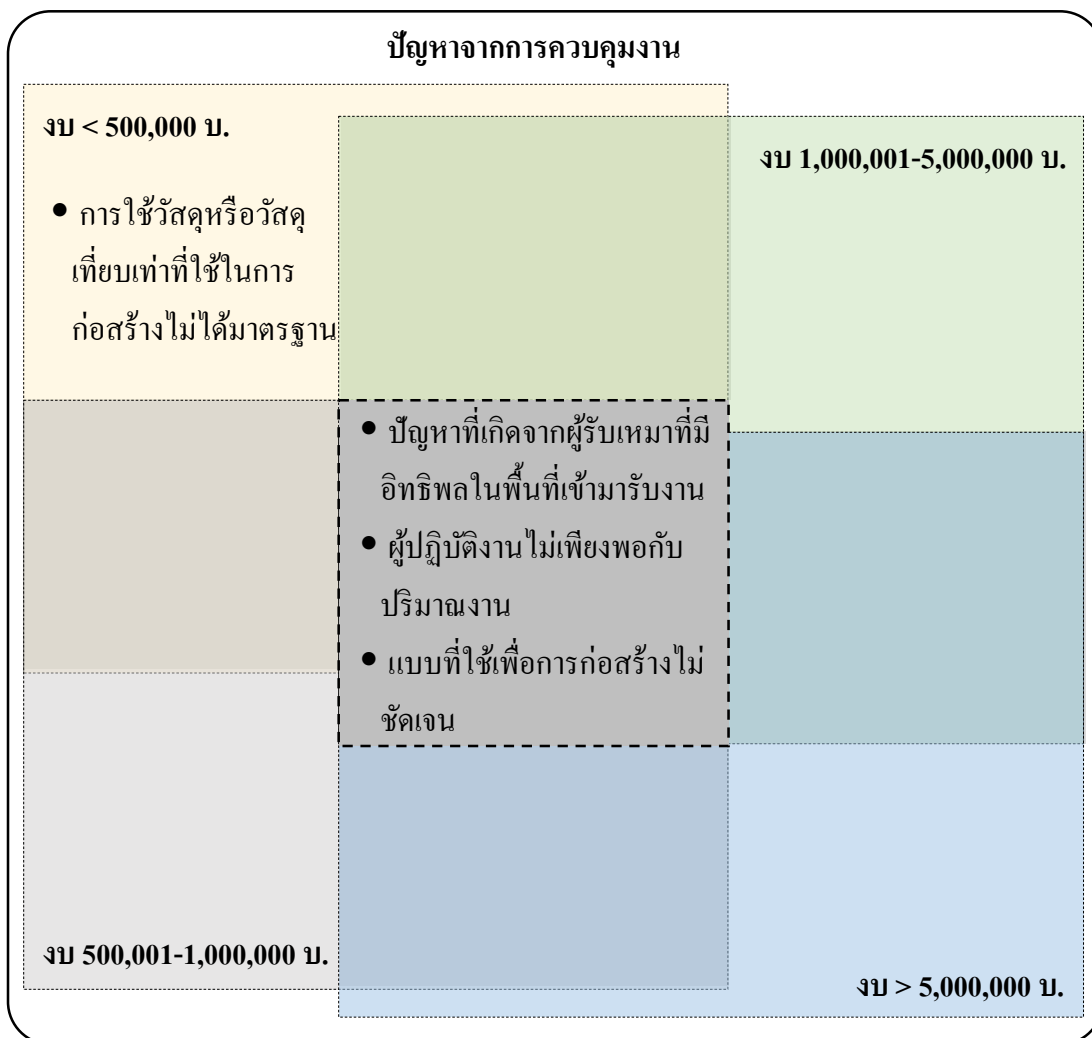 ปัญหาจากการควบคุมงาน
งบ < 500,000 บ.
งบ 1,000,001-5,000,000 บ.
• การใช้วัสดุหรือวัสดุ
เทียบเท่าที่ใช้ในการ
ก่อสร้างไม่ได้มาตรฐาน
• ปัญหาที่เกิดจากผู้รับเหมาที่มี
อิทธิพลในพื้นที่เข้ามารับงาน
• ผู้ปฏิบัติงานไม่เพียงพอกับ
ปริมาณงาน
• แบบที่ใช้เพื่อการก่อสร้างไม่
ชัดเจน
งบ 500,001-1,000,000 บ.
งบ > 5,000,000 บ.